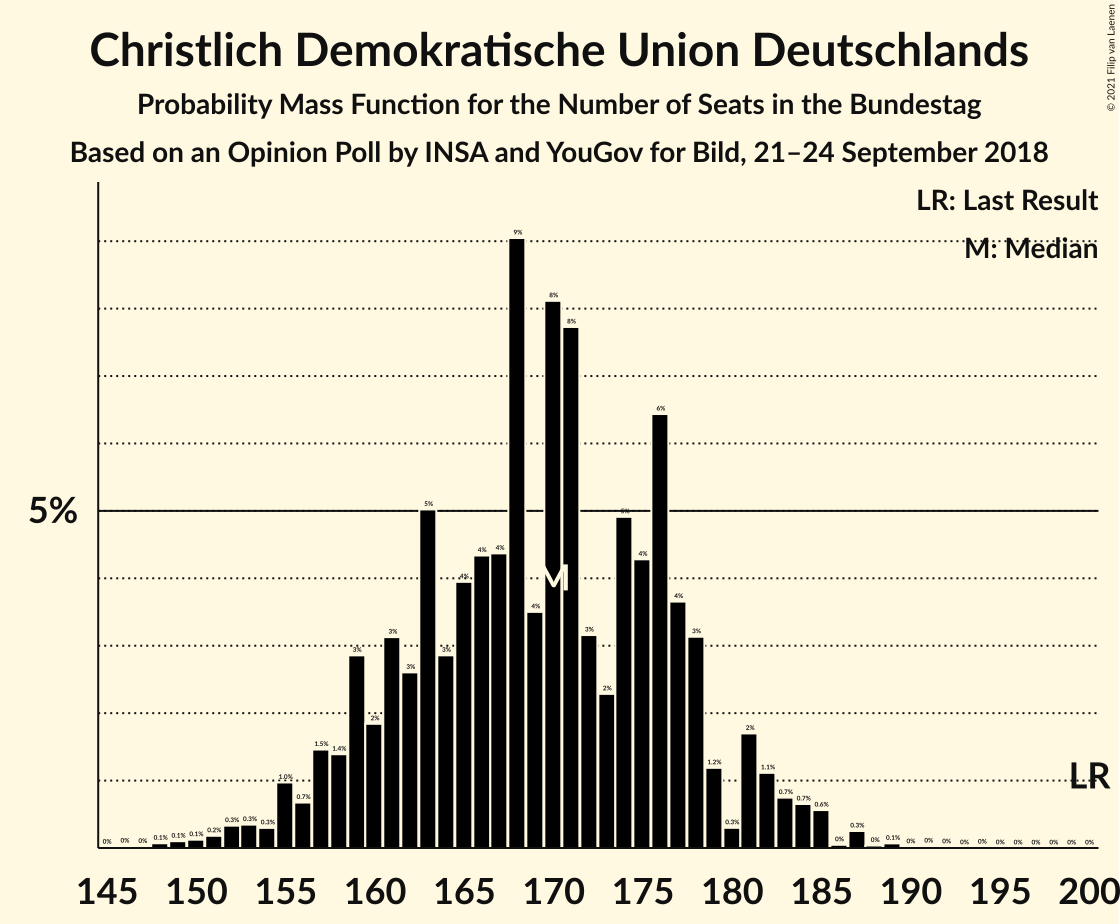 Christlich Demokratische Union Deutschlands
Probability Mass Function for the Number of Seats in the Bundestag
Based on an Opinion Poll by INSA and YouGov for Bild, 21–24 September 2018
© 2021 Filip van Laenen
LR: Last Result
M: Median
5%
0% 0% 0% 0.1% 0.1% 0.1% 0.2% 0.3% 0.3% 0.3% 1.0% 0.7% 1.5% 1.4% 3% 2% 3% 3% 5% 3% 4% 4% 4% 9% 4% 8% 8% 3% 2% 5% 4% 6% 4% 3% 1.2% 0.3% 2% 1.1% 0.7% 0.7% 0.6% 0% 0.3% 0% 0.1% 0% 0% 0% 0% 0% 0% 0% 0% 0% 0% 0%
M
LR
145 150 155 160 165 170 175 180 185 190 195 200